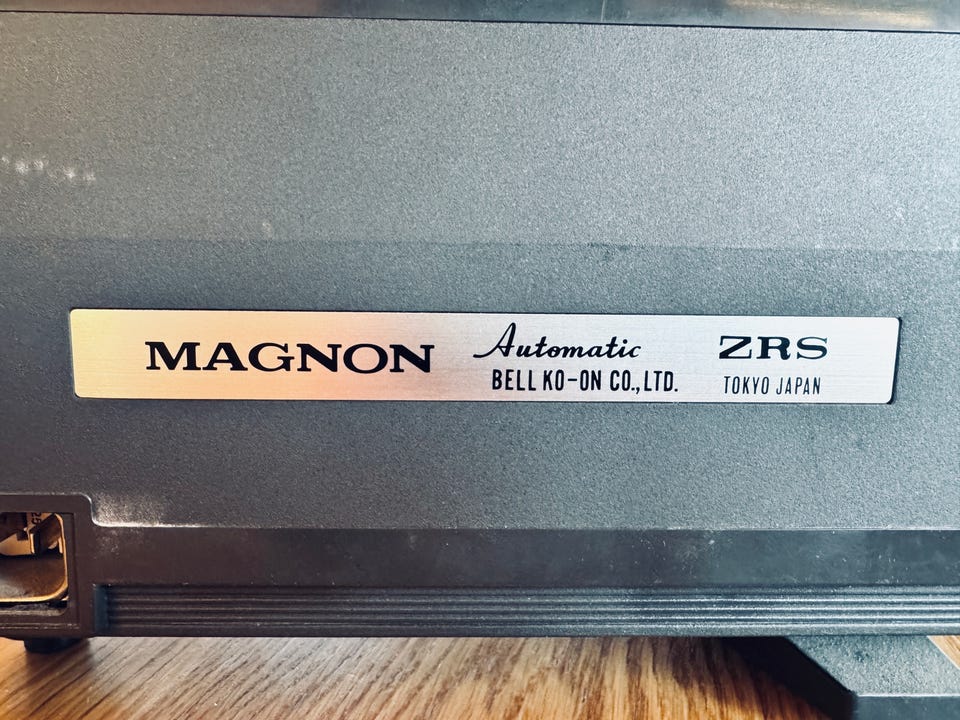 MAGNON
Automatic
BELL KO-ON CO., LTD.
ZRS
TOKYO JAPAN